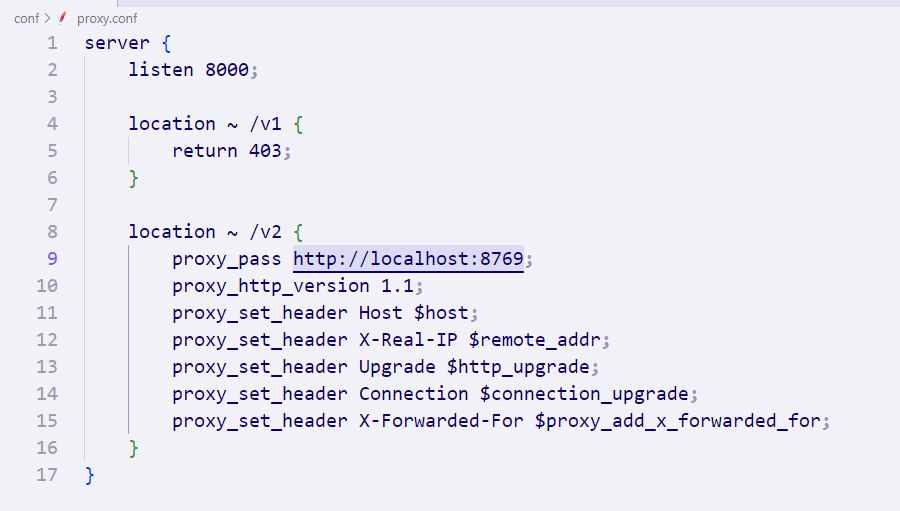 conf > proxy.conf
1 server {
2     listen 8000;
3
4     location ~ /v1 {
5         return 403;
6     }
7
8     location ~ /v2 {
9         proxy_pass http://localhost:8769;
10         proxy_http_version 1.1;
11         proxy_set_header Host $host;
12         proxy_set_header X-Real-IP $remote_addr;
13         proxy_set_header Upgrade $http_upgrade;
14         proxy_set_header Connection $connection_upgrade;
15         proxy_set_header X-Forwarded-For $proxy_add_x_forwarded_for;
16     }
17 }